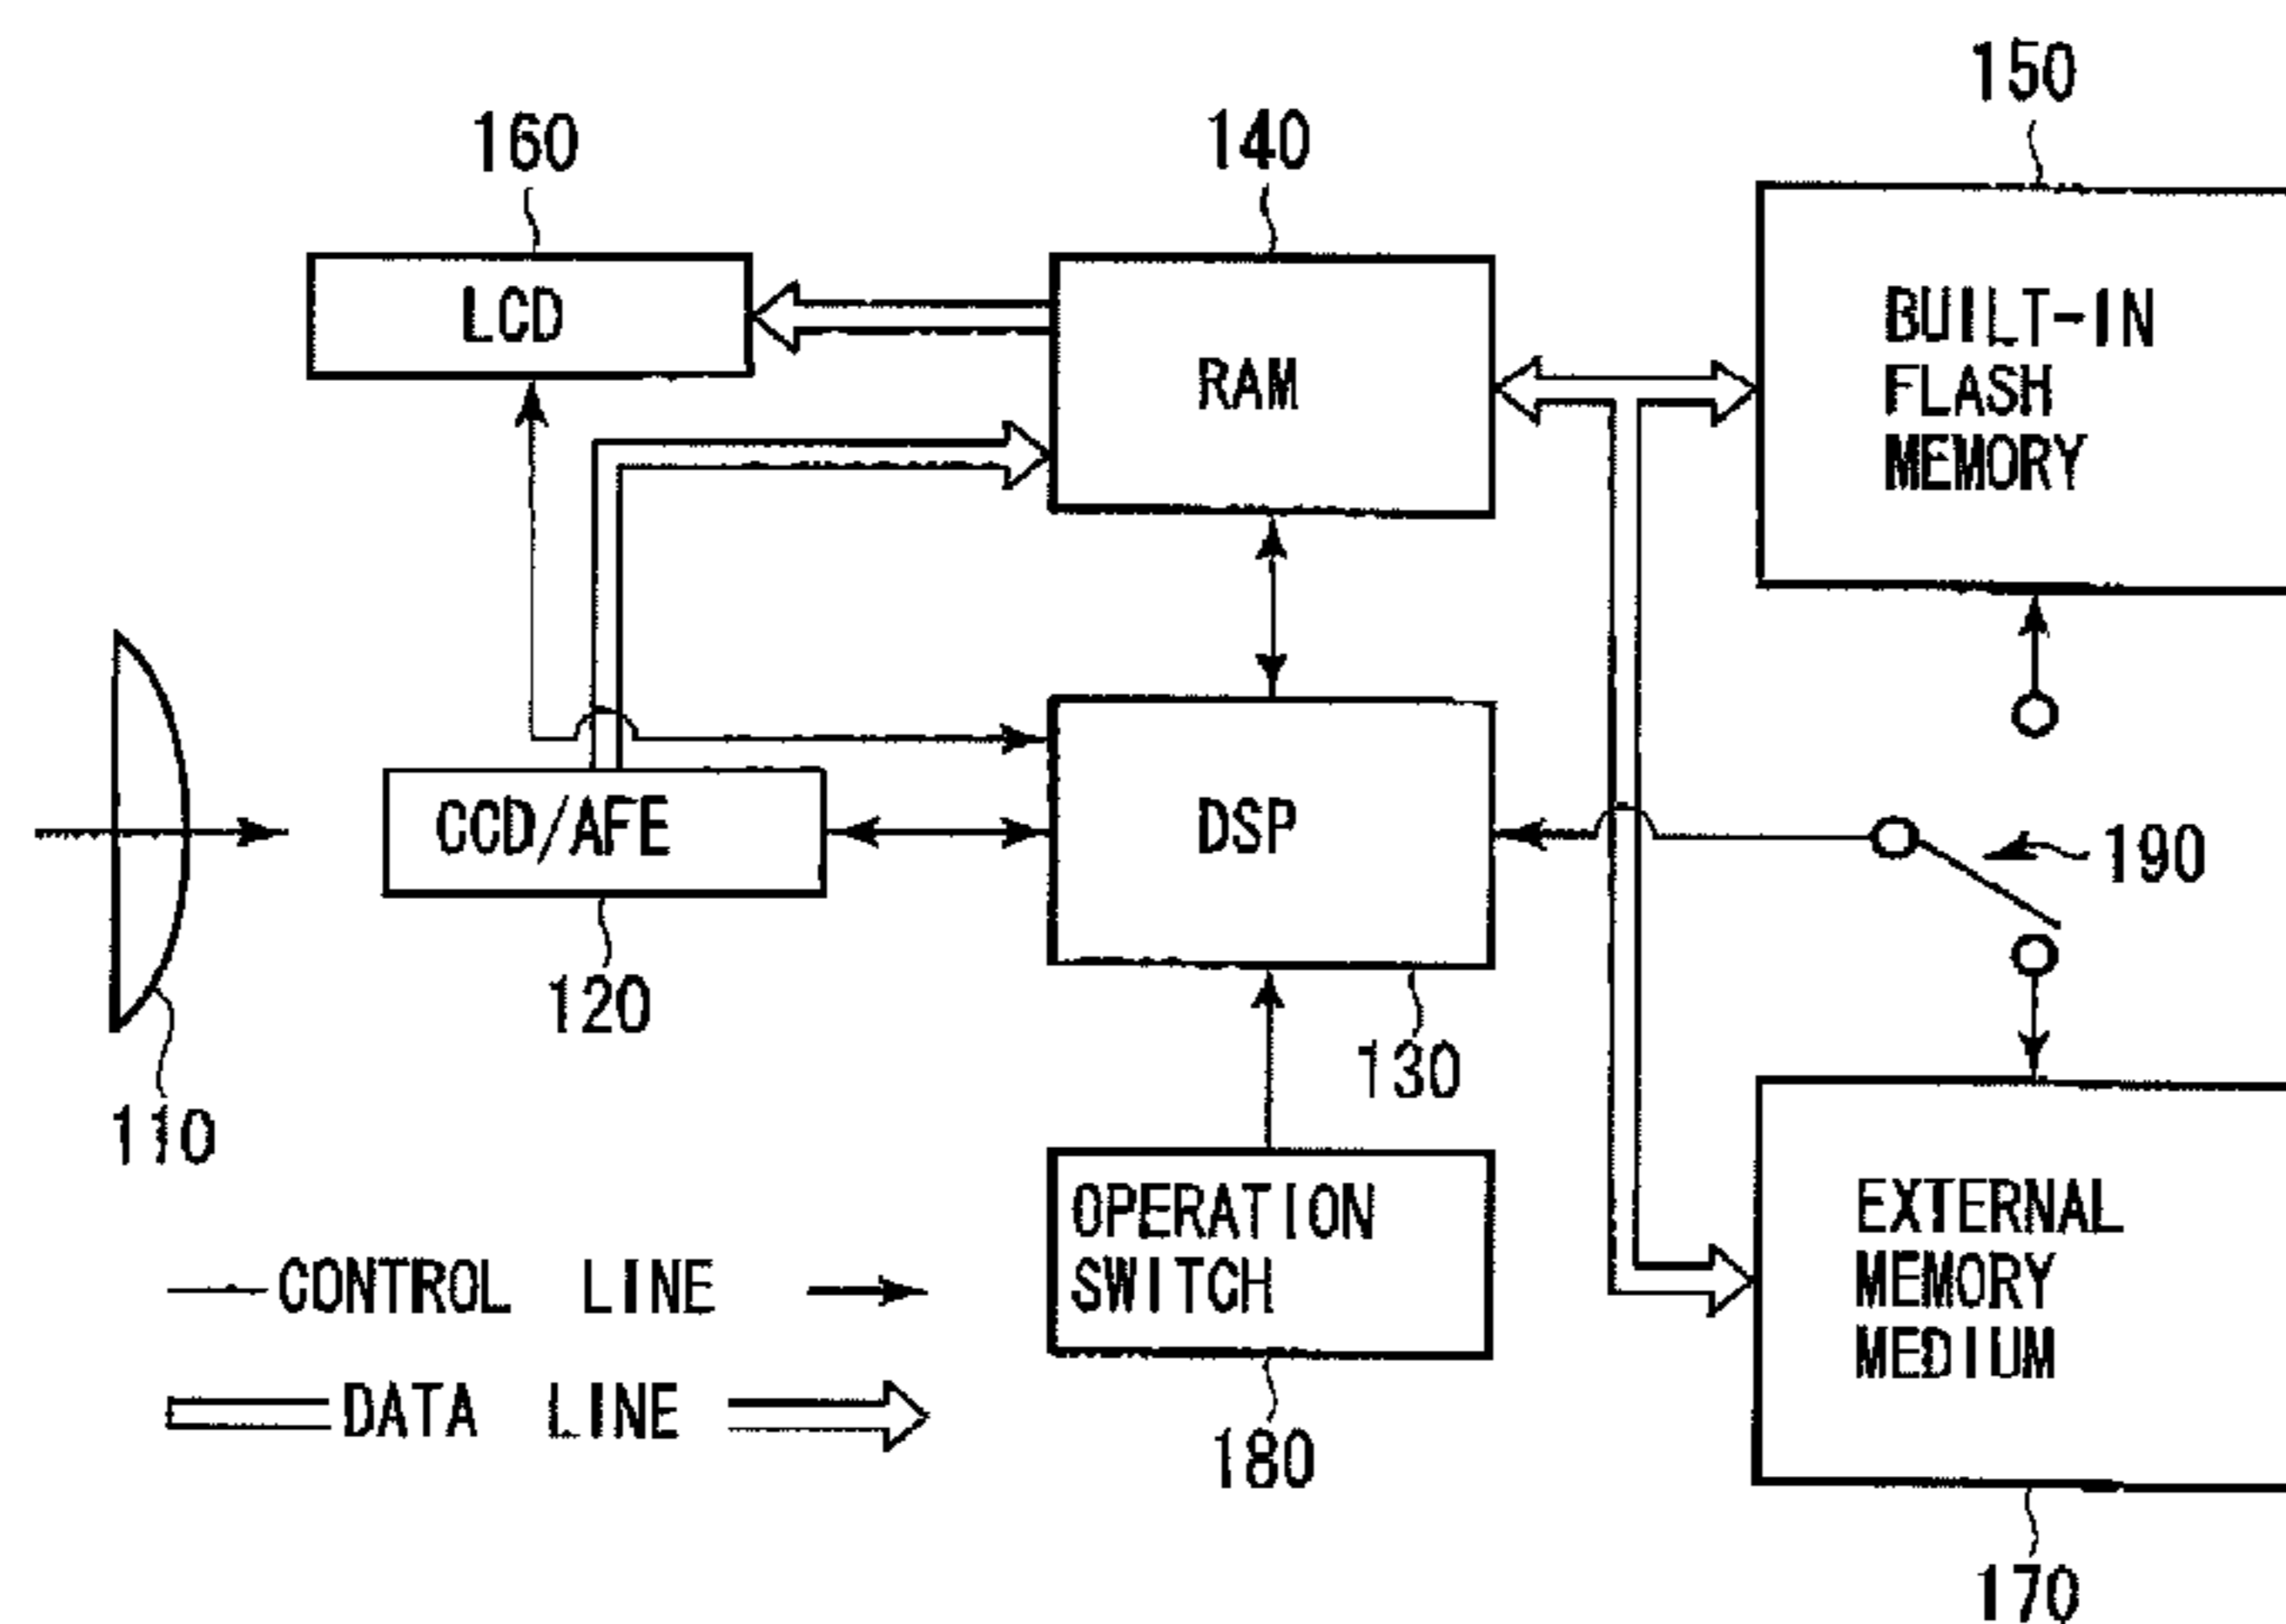 150
160
140
LCD
RAM
BUILT-IN
FLASH
MEMORY
CCD/AFE
DSP
190
120
130
110
OPERATION
SWITCH
EXTERNAL
MEMORY
MEDIUM
CONTROL LINE
DATA LINE
180
170